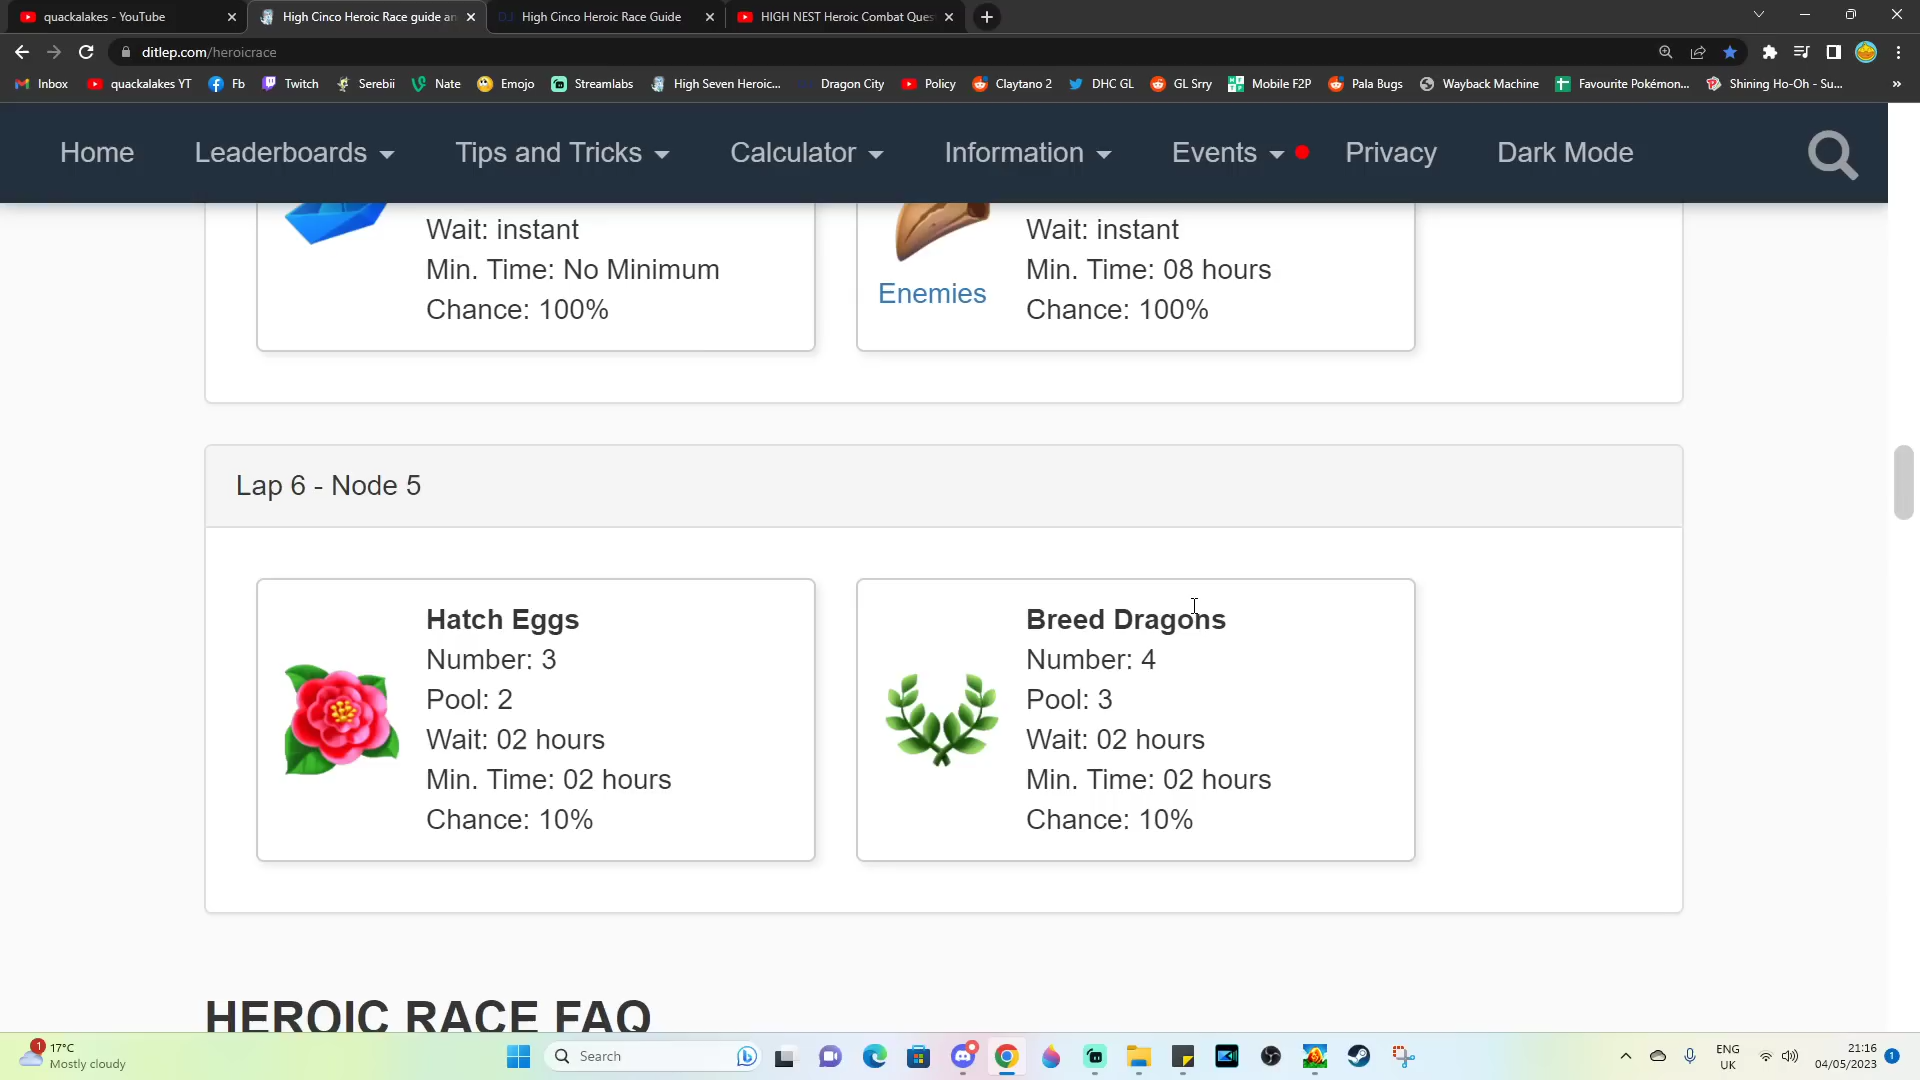 quackalakes - YouTube
High Cinco Heroic Race guide an
High Cinco Heroic Race Guide
HIGH NEST Heroic Combat Ques
ditlep.com/heroicrace
Inbox quackalakes YT Fb Twitch Serebii Nate Emojo Streamlabs High Seven Heroic... Dragon City Policy Claytano 2 DHC GL GL Srry Mobile F2P Pala Bugs Wayback Machine Favourite Pokémon... Shining Ho-Oh - Su... »
Home Leaderboards Tips and Tricks Calculator Information Events Privacy Dark Mode
Wait: instant
Min. Time: No Minimum
Chance: 100%
Enemies
Wait: instant
Min. Time: 08 hours
Chance: 100%
Lap 6 - Node 5
Hatch Eggs
Number: 3
Pool: 2
Wait: 02 hours
Min. Time: 02 hours
Chance: 10%
Breed Dragons
Number: 4
Pool: 3
Wait: 02 hours
Min. Time: 02 hours
Chance: 10%
HEROIC RACE FAQ
1
17°C
Mostly cloudy
Search
ENG
UK
21:16
04/05/2023
1